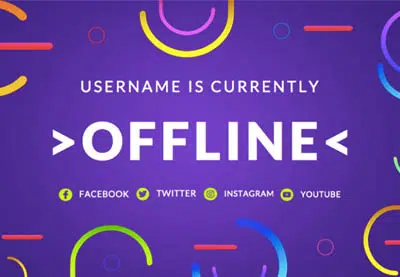 USERNAME IS CURRENTLY
>OFFLINE<
FACEBOOK TWITTER INSTAGRAM YOUTUBE